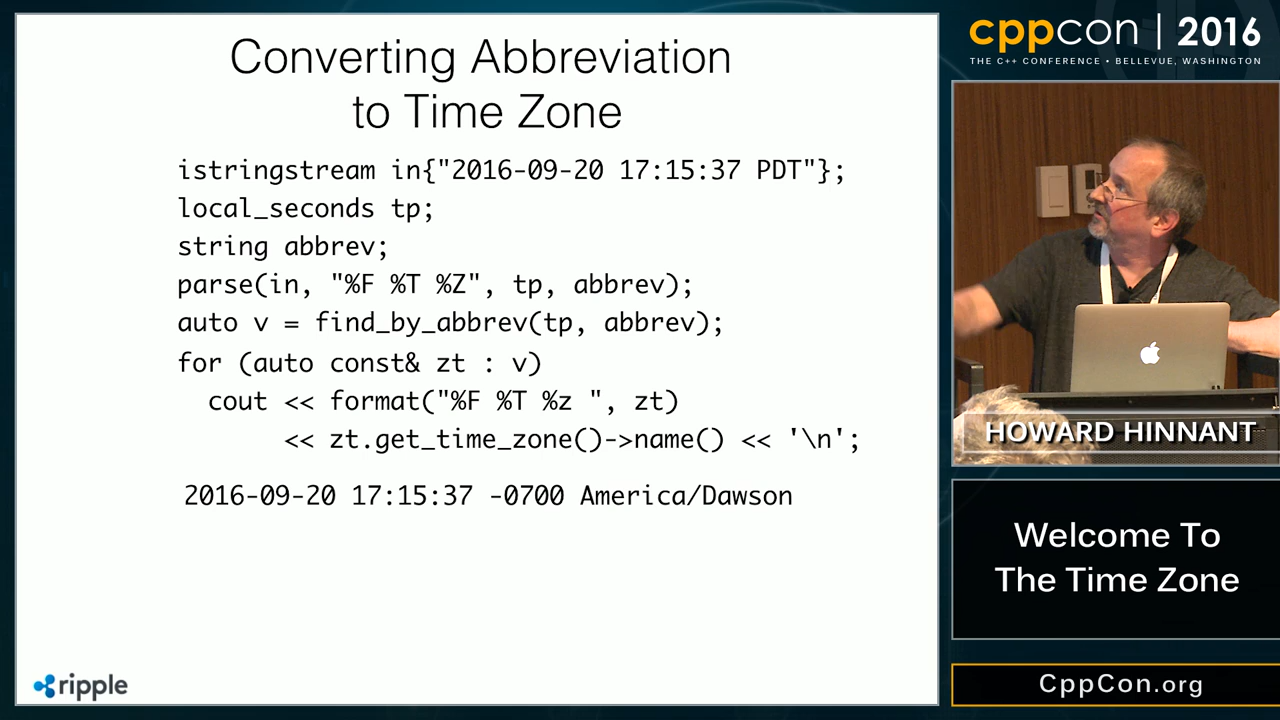 Converting Abbreviation
to Time Zone
istringstream in{"2016-09-20 17:15:37 PDT"};
local_seconds tp;
string abbrev;
parse(in, "%F %T %Z", tp, abbrev);
auto v = find_by_abbrev(tp, abbrev);
for (auto const& zt : v)
  cout << format("%F %T %z ", zt)
       << zt.get_time_zone()->name() << '\n';
2016-09-20 17:15:37 -0700 America/Dawson
ripple
cppcon | 2016
THE C++ CONFERENCE • BELLEVUE, WASHINGTON
HOWARD HINNANT
Welcome To
The Time Zone
CppCon.org